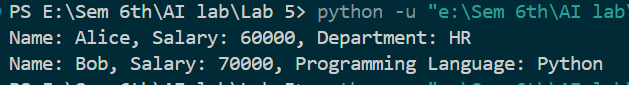 PS E:\Sem 6th\AI lab\Lab 5> python -u "e:\Sem 6th\AI lab\
Name: Alice, Salary: 60000, Department: HR
Name: Bob, Salary: 70000, Programming Language: Python